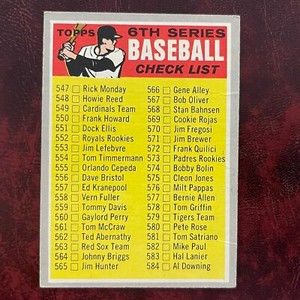 TOPPS 6TH SERIES
BASEBALL
CHECK LIST
547 Rick Monday
548 Howie Reed
549 Cardinals Team
550 Frank Howard
551 Dock Ellis
552 Royals Rookies
553 Jim Lefebvre
554 Tom Timmermann
555 Orlando Cepeda
556 Dave Bristol
557 Ed Kranepool
558 Vern Fuller
559 Tommy Davis
560 Gaylord Perry
561 Tom McCraw
562 Ted Abernathy
563 Red Sox Team
564 Johnny Briggs
565 Jim Hunter
566 Gene Alley
567 Bob Oliver
568 Stan Bahnsen
569 Cookie Rojas
570 Jim Fregosi
571 Jim Brewer
572 Frank Quilici
573 Padres Rookies
574 Bobby Bolin
575 Cleon Jones
576 Milt Pappas
577 Bernie Allen
578 Tom Griffin
579 Tigers Team
580 Pete Rose
581 Tom Satriano
582 Mike Paul
583 Hal Lanier
584 Al Downing